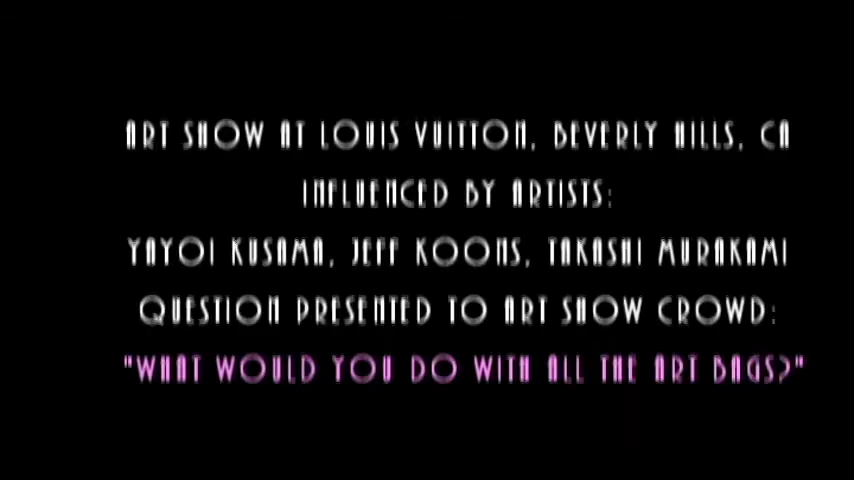 ART SHOW AT LOUIS VUITTON, BEVERLY HILLS, CA
INFLUENCED BY ARTISTS:
YAYOI KUSAMA, JEFF KOONS, TAKASHI MURAKAMI
QUESTION PRESENTED TO ART SHOW CROWD:
"WHAT WOULD YOU DO WITH ALL THE ART BAGS?"